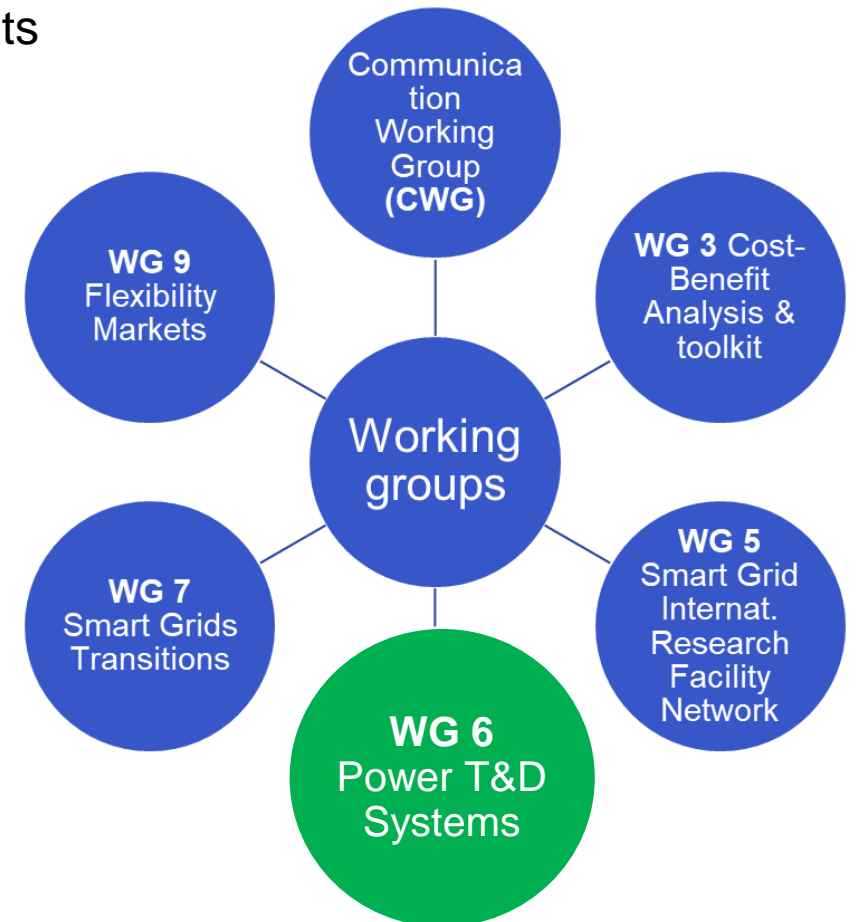 ts
Communica
tion
Working
Group
(CWG)
WG 9
Flexibility
Markets
WG 3 Cost-
Benefit
Analysis &
toolkit
Working
groups
WG 7
Smart Grids
Transitions
WG 5
Smart Grid
Internat.
Research
Facility
Network
WG 6
Power T&D
Systems